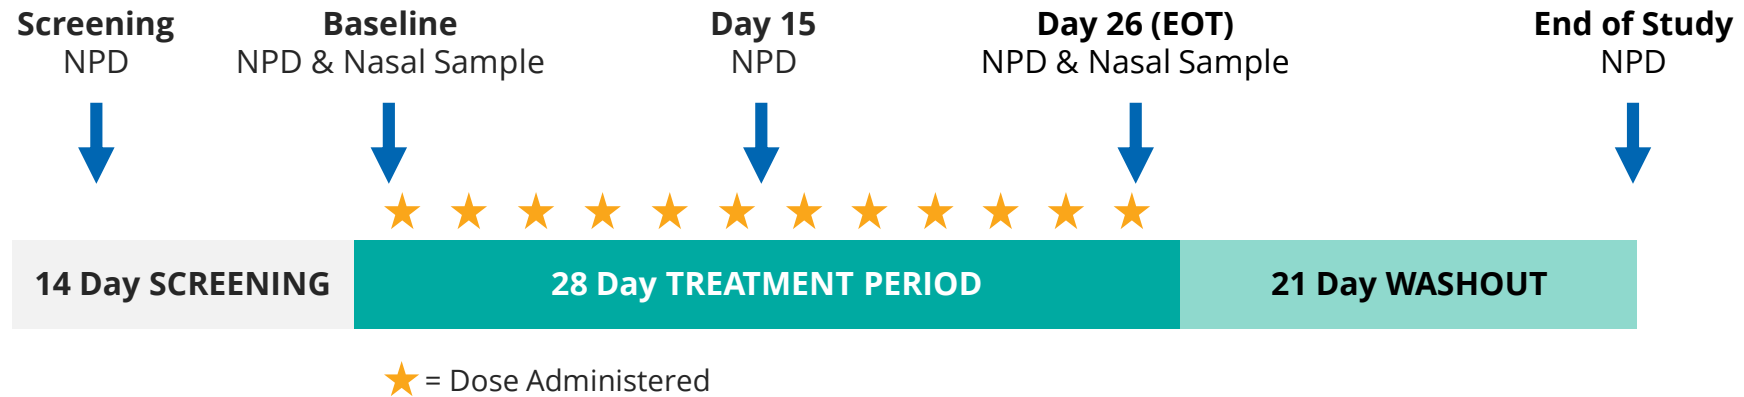 Screening
NPD
Baseline
NPD & Nasal Sample
Day 15
NPD
Day 26 (EOT)
NPD & Nasal Sample
End of Study
NPD
14 Day SCREENING
28 Day TREATMENT PERIOD
21 Day WASHOUT
= Dose Administered